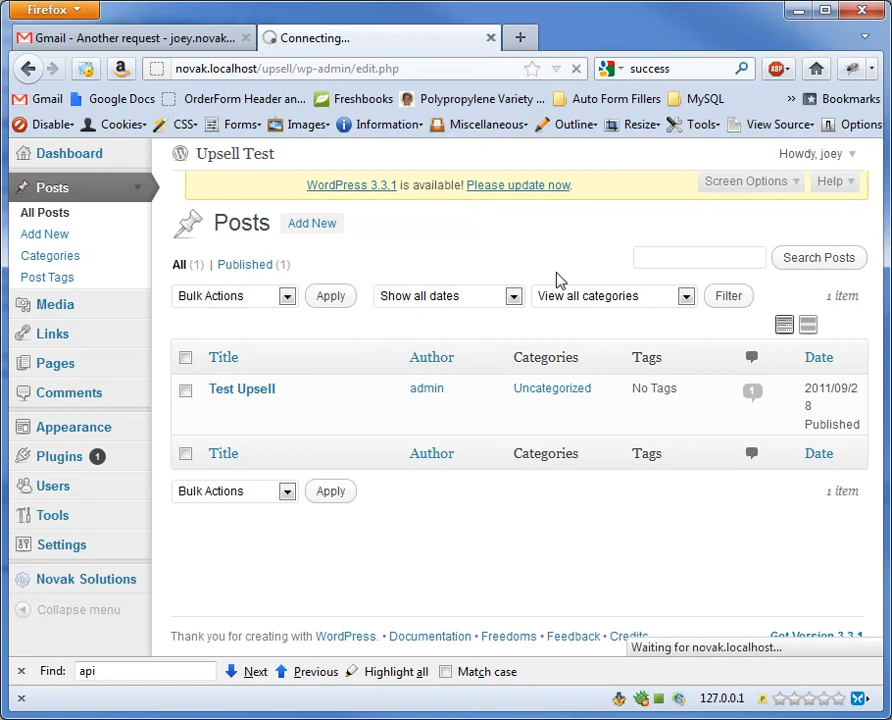 Firefox
Gmail - Another request - joey.novak... Connecting...
novak.localhost/upsell/wp-admin/edit.php success ABP
Gmail Google Docs OrderForm Header an... Freshbooks Polypropylene Variety ... Auto Form Fillers MySQL » Bookmarks
Disable Cookies CSS Forms Images Information Miscellaneous Outline Resize Tools View Source Options
Dashboard Upsell Test Howdy, joey
Posts WordPress 3.3.1 is available! Please update now. Screen Options Help
All Posts Posts Add New
Add New
Categories All (1) | Published (1) Search Posts
Post Tags
Media Bulk Actions Apply Show all dates View all categories Filter 1 item
Links
Pages Title Author Categories Tags Date
Comments Test Upsell admin Uncategorized No Tags 1 2011/09/2
8
Published
Appearance
Plugins 1 Title Author Categories Tags Date
Users Bulk Actions Apply 1 item
Tools
Settings
Novak Solutions
Collapse menu
Thank you for creating with WordPress. • Documentation • Freedoms • Feedback • Credits Get Version 3.3.1
Waiting for novak.localhost...
Find: api Next Previous Highlight all Match case
127.0.0.1